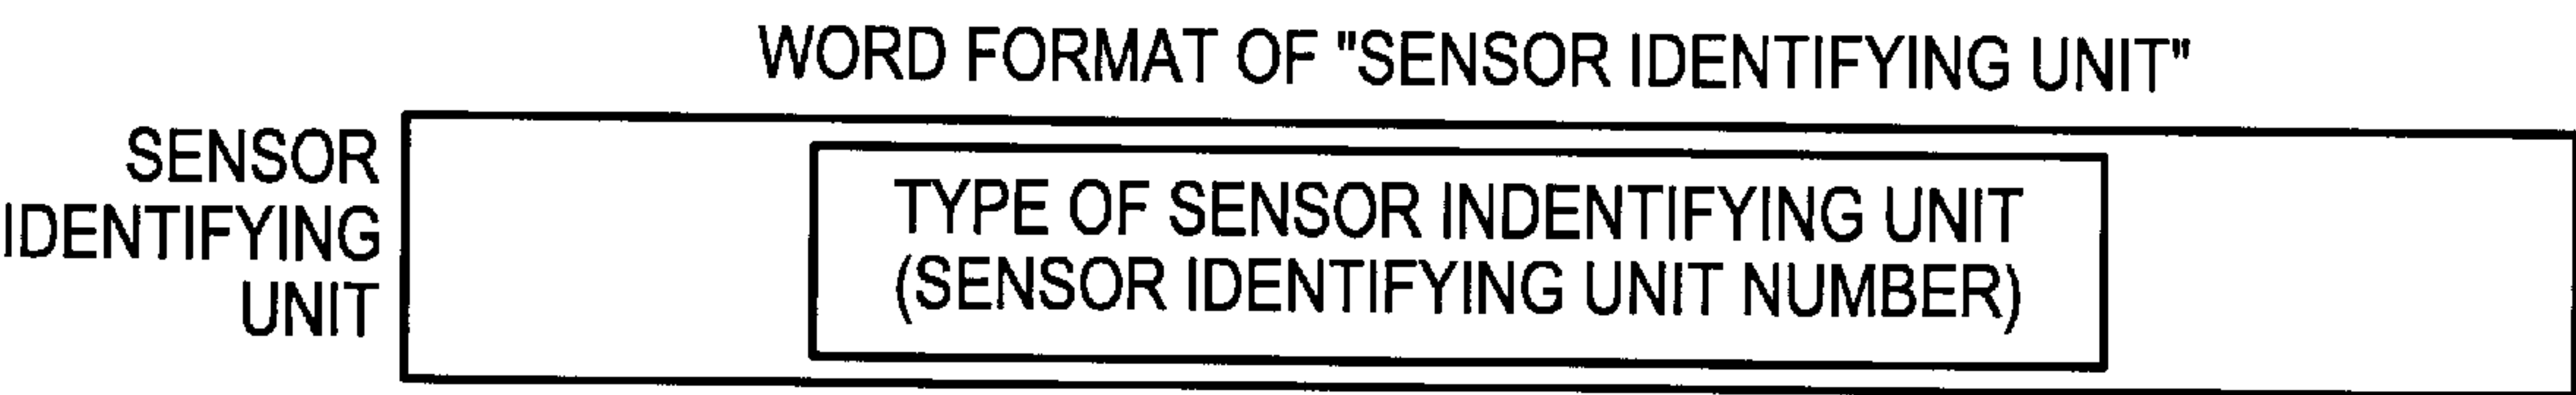 WORD FORMAT OF "SENSOR IDENTIFYING UNIT"
SENSOR
IDENTIFYING
UNIT
TYPE OF SENSOR INDENTIFYING UNIT
(SENSOR IDENTIFYING UNIT NUMBER)